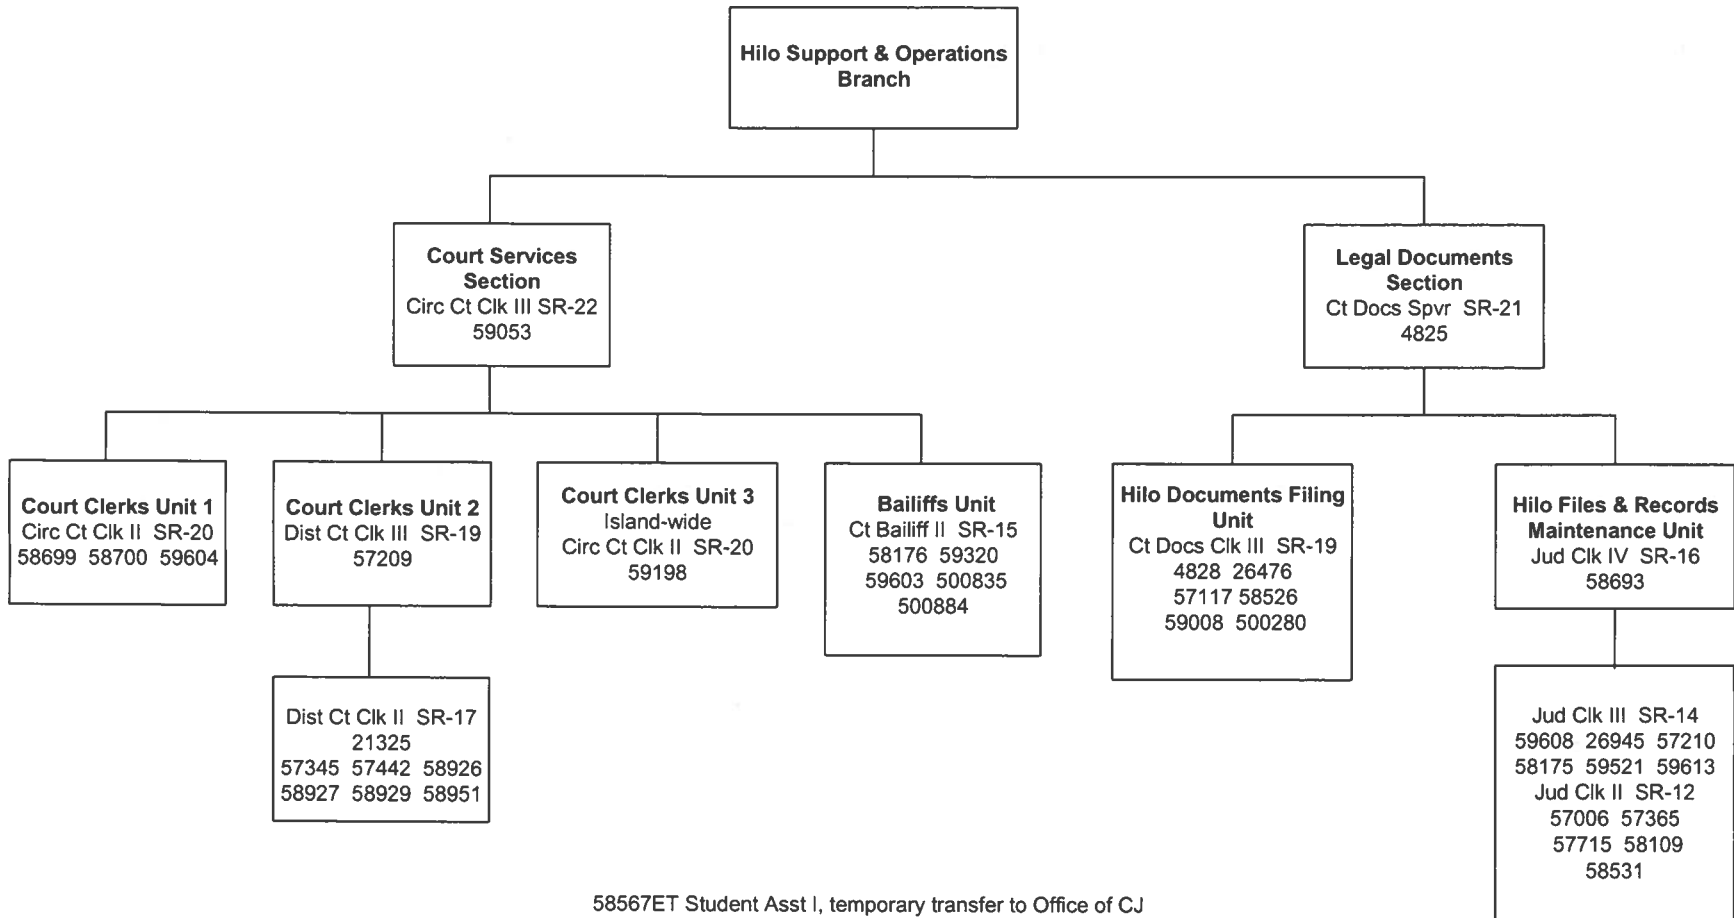 Hilo Support & Operations
Branch
Court Services
Section
Circ Ct Clk III SR-22
59053
Legal Documents
Section
Ct Docs Spvr SR-21
4825
Court Clerks Unit 1
Circ Ct Clk II SR-20
58699 58700 59604
Court Clerks Unit 2
Dist Ct Clk III SR-19
57209
Court Clerks Unit 3
Island-wide
Circ Ct Clk II SR-20
59198
Bailiffs Unit
Ct Bailiff II SR-15
58176 59320
59603 500835
500884
Hilo Documents Filing
Unit
Ct Docs Clk III SR-19
4828 26476
57117 58526
59008 500280
Hilo Files & Records
Maintenance Unit
Jud Clk IV SR-16
58693
Dist Ct Clk II SR-17
21325
57345 57442 58926
58927 58929 58951
Jud Clk III SR-14
59608 26945 57210
58175 59521 59613
Jud Clk II SR-12
57006 57365
57715 58109
58531
58567ET Student Asst I, temporary transfer to Office of CJ